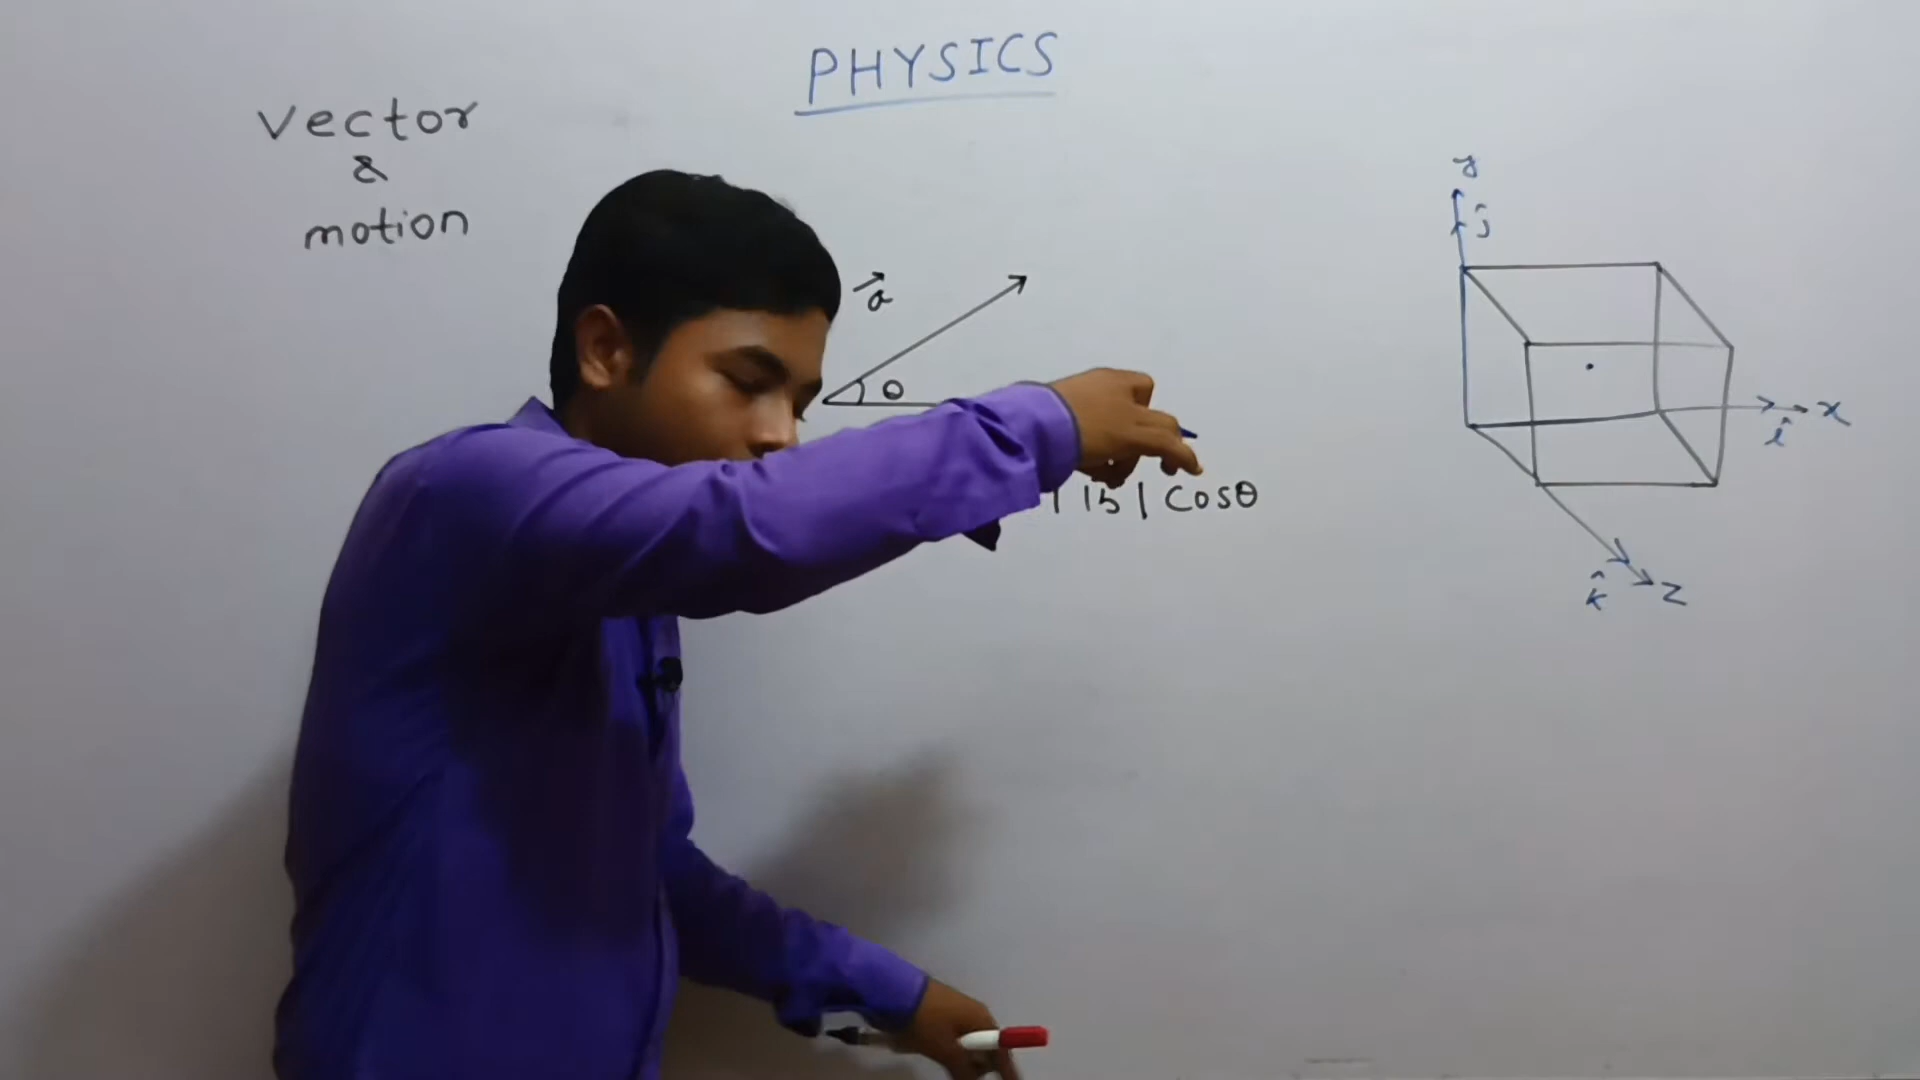 PHYSICS
vector
&
motion
y
ĵ
→a
θ
| |b| cosθ
x
î
k̂
z